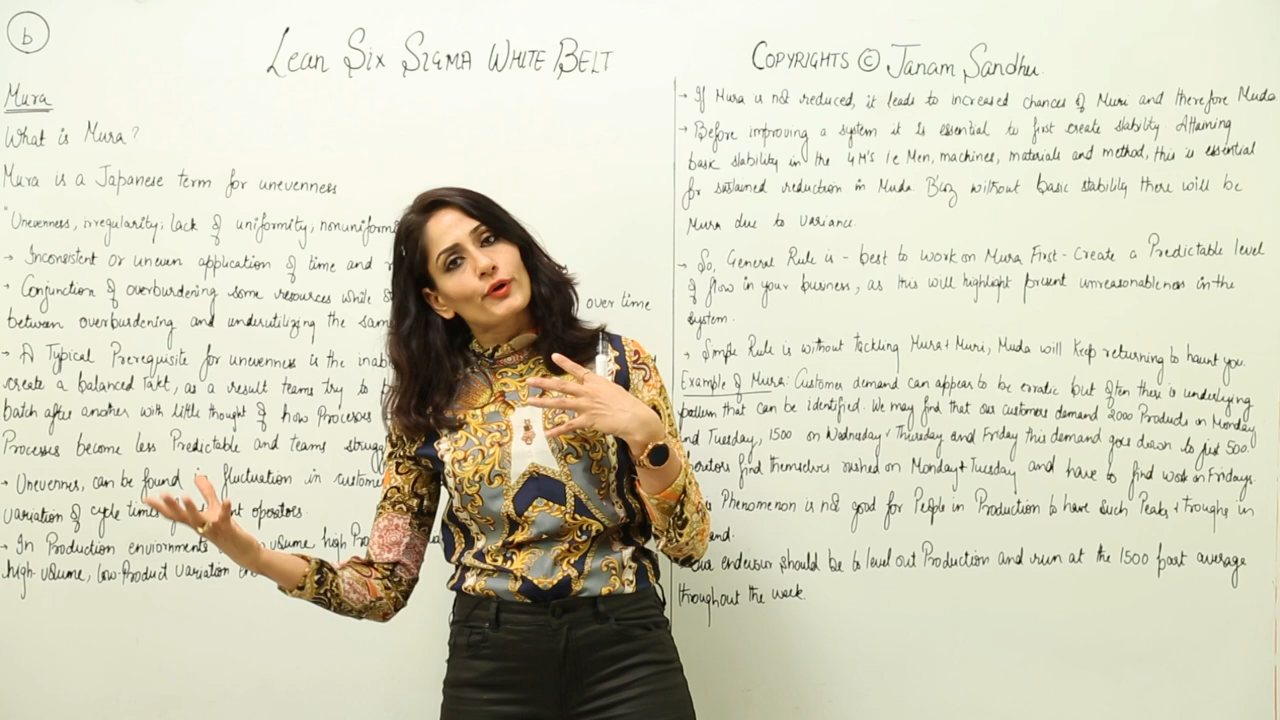 b
Lean Six Sigma White Belt
Copyrights © Janam Sandhu.
Mura
What is Mura?
Mura is a Japanese term for unevenness
"Unevenness, irregularity; lack of uniformity, nonuniformi
→ Inconsistent or uneven application of time and
→ Conjunction of overburdening some resources while
over time
between overburdening and underutilizing the same
→ A Typical Prerequisite for unevenness is the
create a balanced Takt, as a result teams try to
batch after another with little thought of how Processes
Processes become less Predictable and teams
→ Unevennes, can be found in fluctuation in
variation of cycle times opeators.
→ In Production enviornments high
high-volume, low-Product variation
→ If Mura is not reduced, it leads to increased chances of Muri and therefore Muda
→ Before improving a system it is essential to first create stability Attaining
basic stability in the 4 M's i.e Men, machines, materials and method, this is essential
for sustained reduction in Muda. B'coz without basic stability there will be
Mura due to variance.
→ So, General Rule is - best to work on Mura First - Create a Predictable level
of flow in your business, as this will highlight present unreasonableness in the
system.
→ Simple Rule is without tackling Mura + Muri, Muda will keep returning to haunt you.
Example of Mura: Customer demand can appears to be erratic but often there is underlying
pattern that can be identified. We may find that our customers demand 2000 Products on Monday
and Tuesday, 1500 on Wednesday & Thursday and Friday this demand goes down to just 500.
find themselves rushed on Monday + Tuesday and have to find work on Fridays.
is Phenomenon is not good for People in Production to have such Peaks & Troughs in
and.
endeavor should be to level out Production and run at the 1500 average
throughout the week.